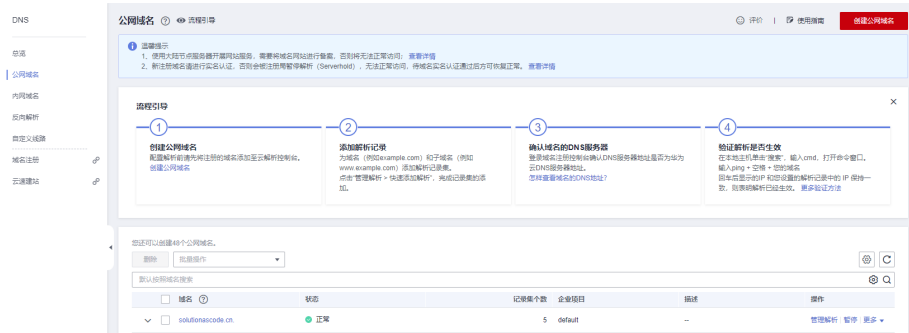 DNS
总览
公网域名
内网域名
反向解析
自定义线路
域名注册
云速建站
公网域名 流程引导
评价 | 使用指南 创建公网域名
温馨提示
1、使用大陆节点服务器开展网站服务，需要将域名网站进行备案，否则将无法正常访问； 查看详情
2、新注册域名请进行实名认证，否则会被注册局暂停解析（Serverhold），无法正常访问，待域名实名认证通过后方可恢复正常。 查看详情
流程引导
1
创建公网域名
配置解析前请先将注册的域名添加至云解析控制台。
创建公网域名
2
添加解析记录
为域名（例如example.com）和子域名（例如
www.example.com）添加解析记录集。
点击“管理解析 > 快速添加解析”，完成记录集的添
加。
3
确认域名的DNS服务器
登录域名注册控制台确认DNS服务器地址是否为华为
云DNS服务器地址。
怎样查看域名的DNS地址？
4
验证解析是否生效
在本地主机单击“搜索”，输入cmd，打开命令窗口。
输入ping + 空格 + 您的域名
回车后显示的IP 和您设置的解析记录中的 IP 保持一
致，则表明解析已经生效。 更多验证方法
您还可以创建48个公网域名。
删除 批量操作
默认按照域名搜索
域名 状态 记录集个数 企业项目 描述 操作
solutionascode.cn. 正常 5 default -- 管理解析 | 暂停 | 更多